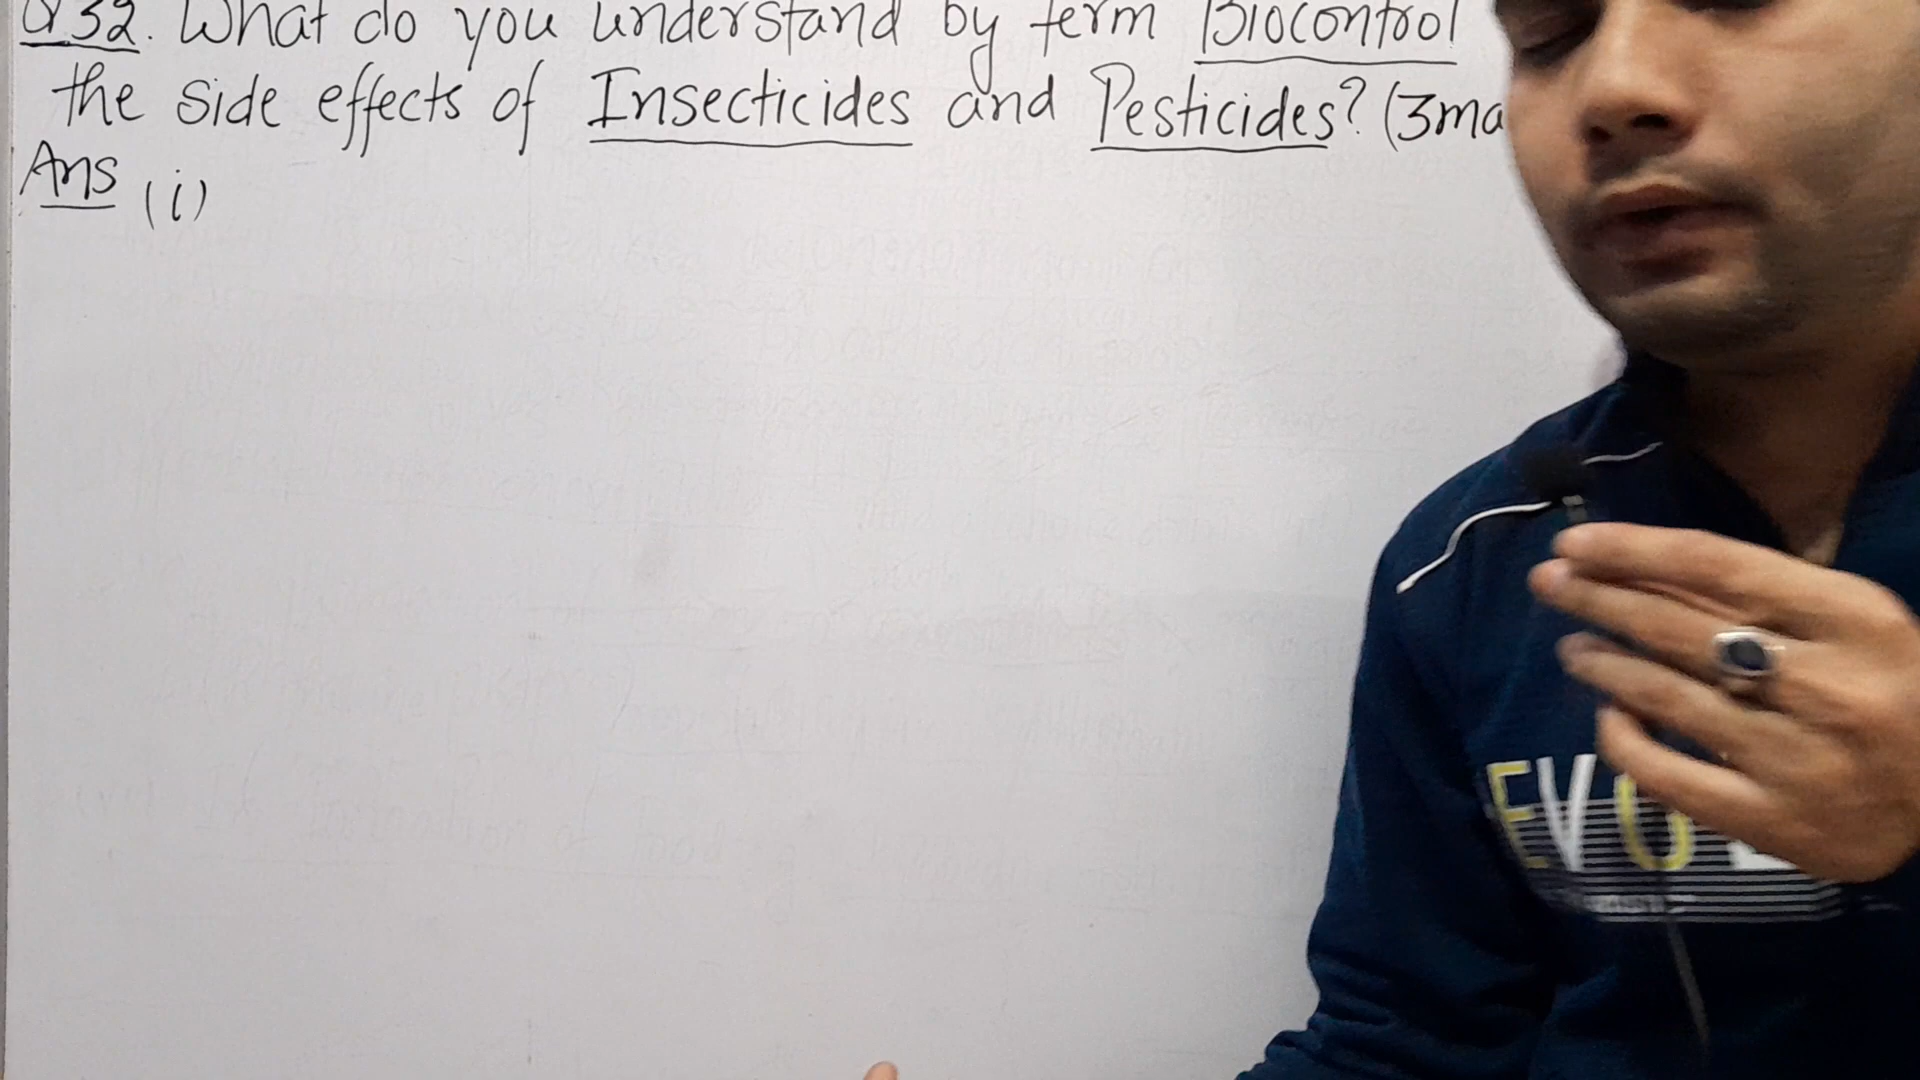 Q32. What do you understand by term Biocontrol
the side effects of Insecticides and Pesticides? (3ma
Ans (i)
EVO